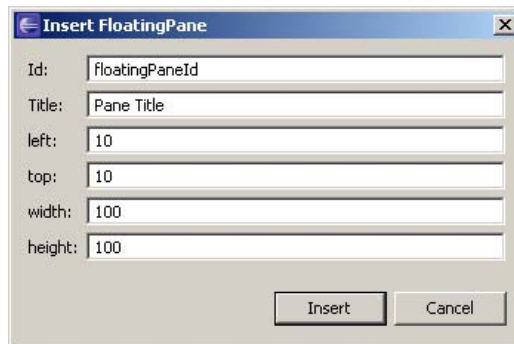 Insert FloatingPane
Id: floatingPaneId
Title: Pane Title
left: 10
top: 10
width: 100
height: 100
Insert Cancel